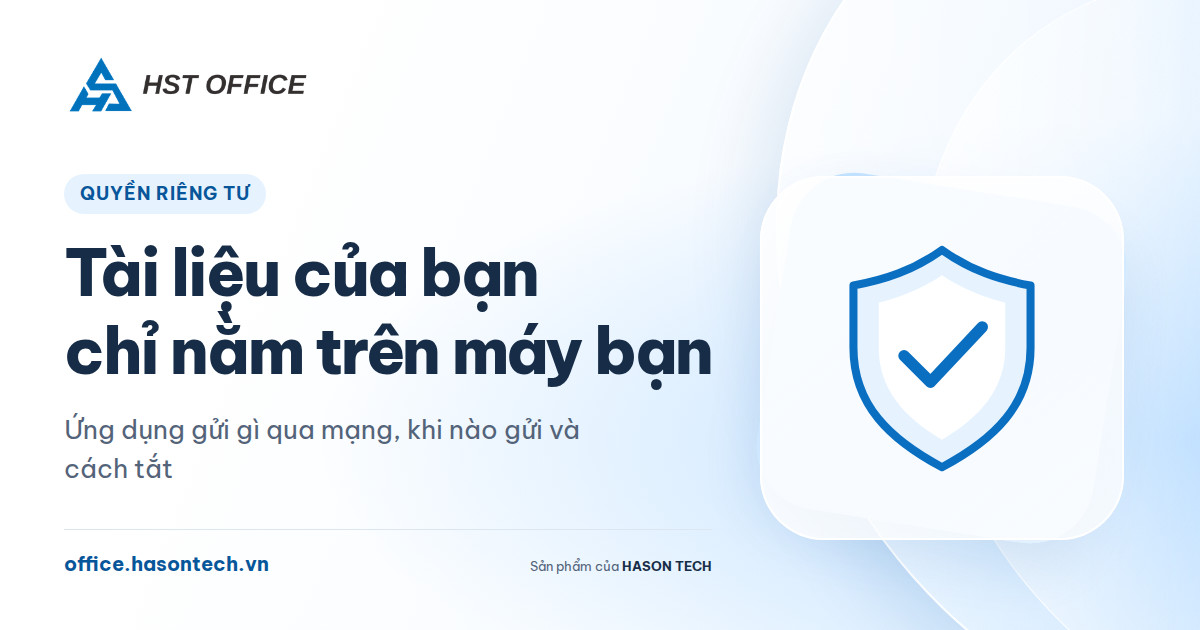 HST OFFICE
QUYỀN RIÊNG TƯ
Tài liệu của bạn
chỉ nằm trên máy bạn
Ứng dụng gửi gì qua mạng, khi nào gửi và
cách tắt
office.hasontech.vn
Sản phẩm của HASON TECH